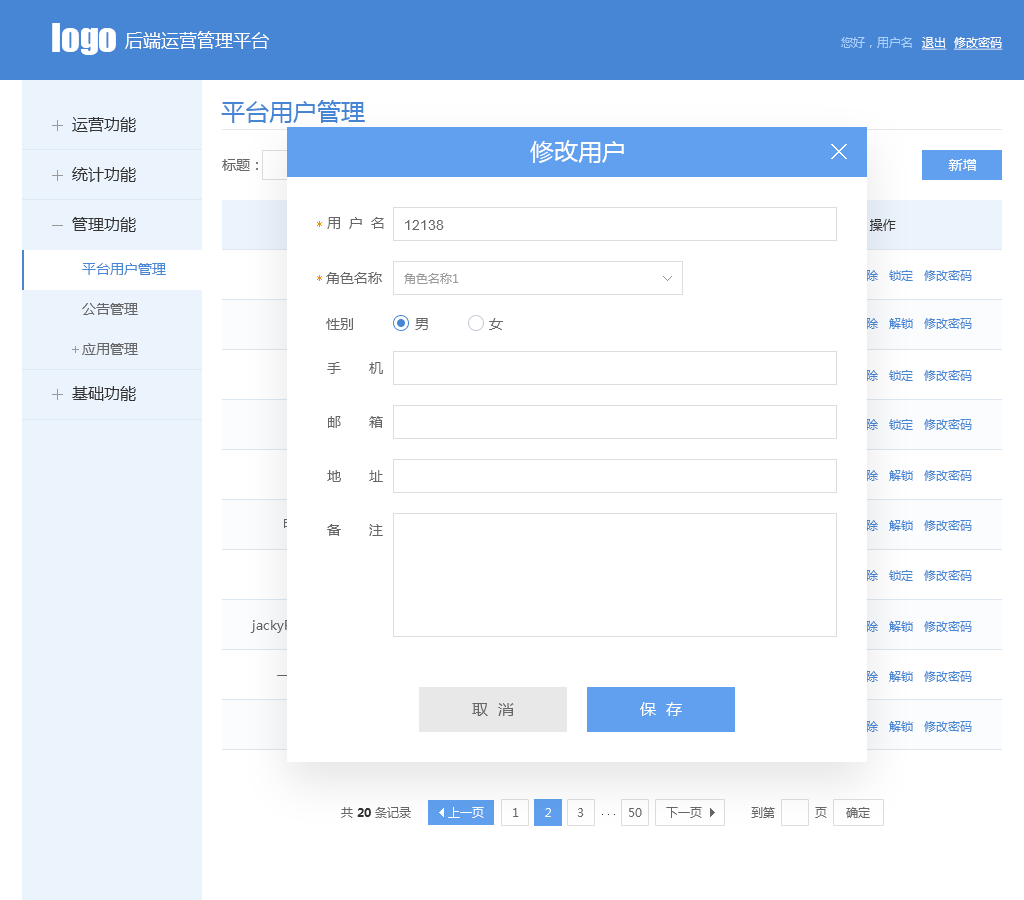 logo 后端运营管理平台
您好，用户名 退出 修改密码
运营功能
统计功能
管理功能
平台用户管理
公告管理
+应用管理
基础功能
平台用户管理
标题：
新增
操作
修改用户
*用 户 名 12138
*角色名称 角色名称1
性别 男 女
手 机
邮 箱
地 址
备 注
取 消 保 存
除 锁定 修改密码
除 解锁 修改密码
除 锁定 修改密码
除 锁定 修改密码
除 解锁 修改密码
除 解锁 修改密码
除 锁定 修改密码
jacky
除 解锁 修改密码
一
除 解锁 修改密码
除 解锁 修改密码
共 20 条记录 上一页 1 2 3 ... 50 下一页 到第 页 确定